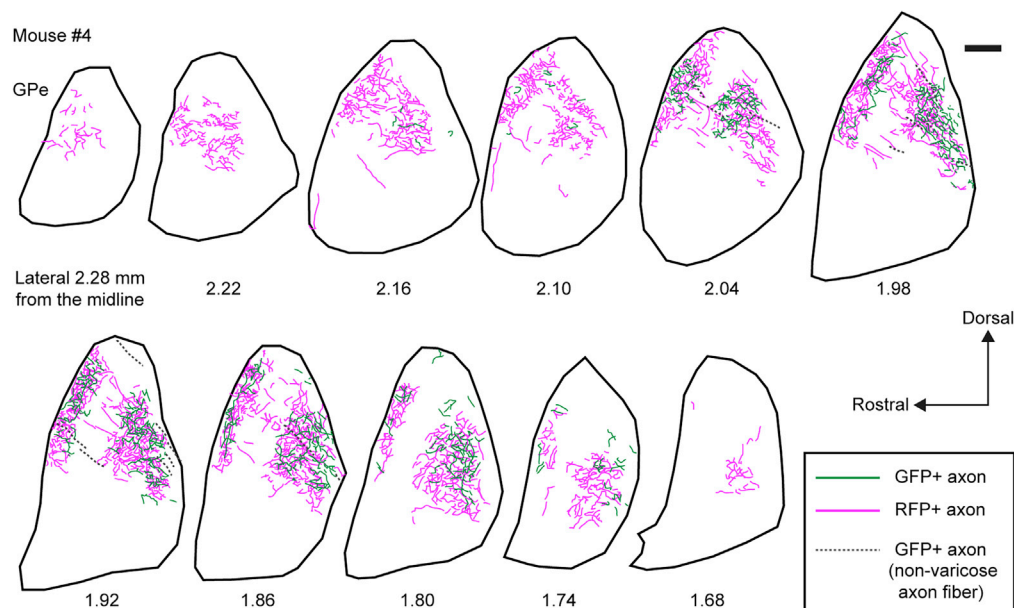 Mouse #4
GPe
Lateral 2.28 mm
from the midline
2.22
2.16
2.10
2.04
1.98
Dorsal
Rostral
1.92
1.86
1.80
1.74
1.68
GFP+ axon
RFP+ axon
GFP+ axon
(non-varicose
axon fiber)